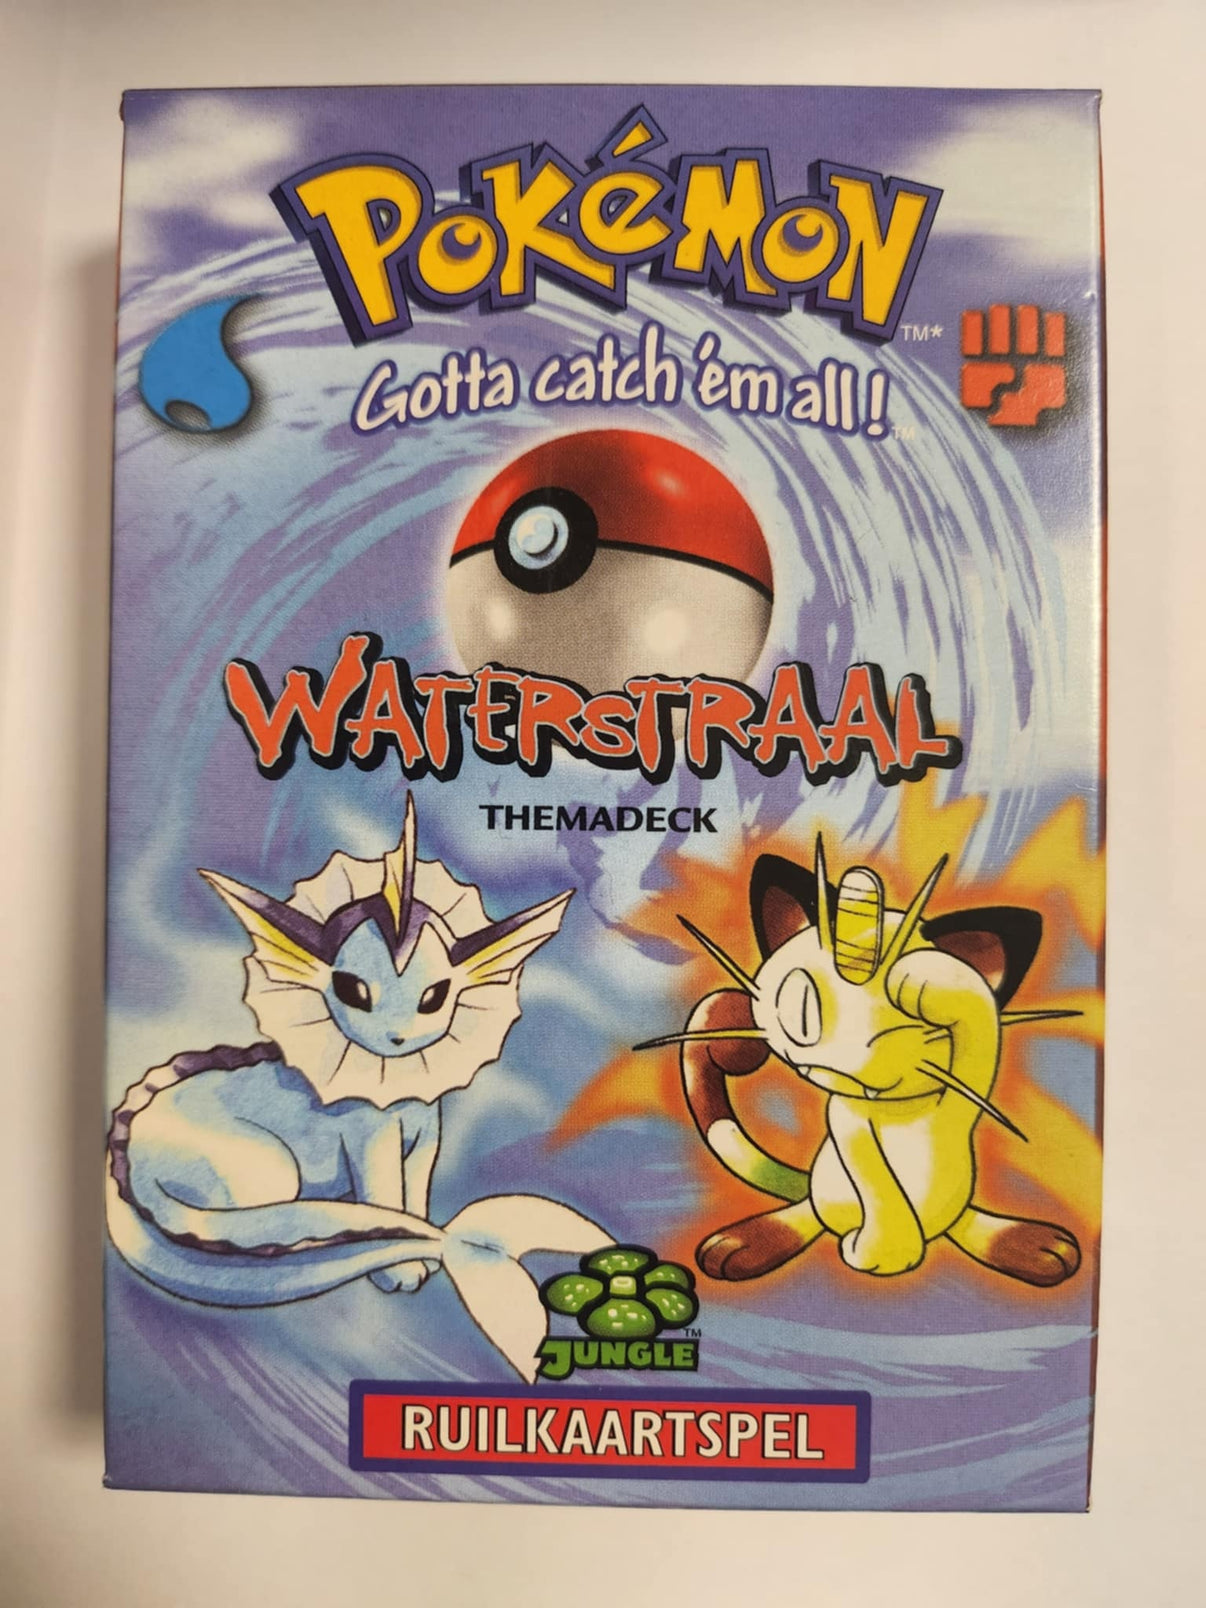 POKéMON
TM*
Gotta catch 'em all!
TM
WATERSTRAAL
THEMADECK
JUNGLE
TM
RUILKAARTSPEL